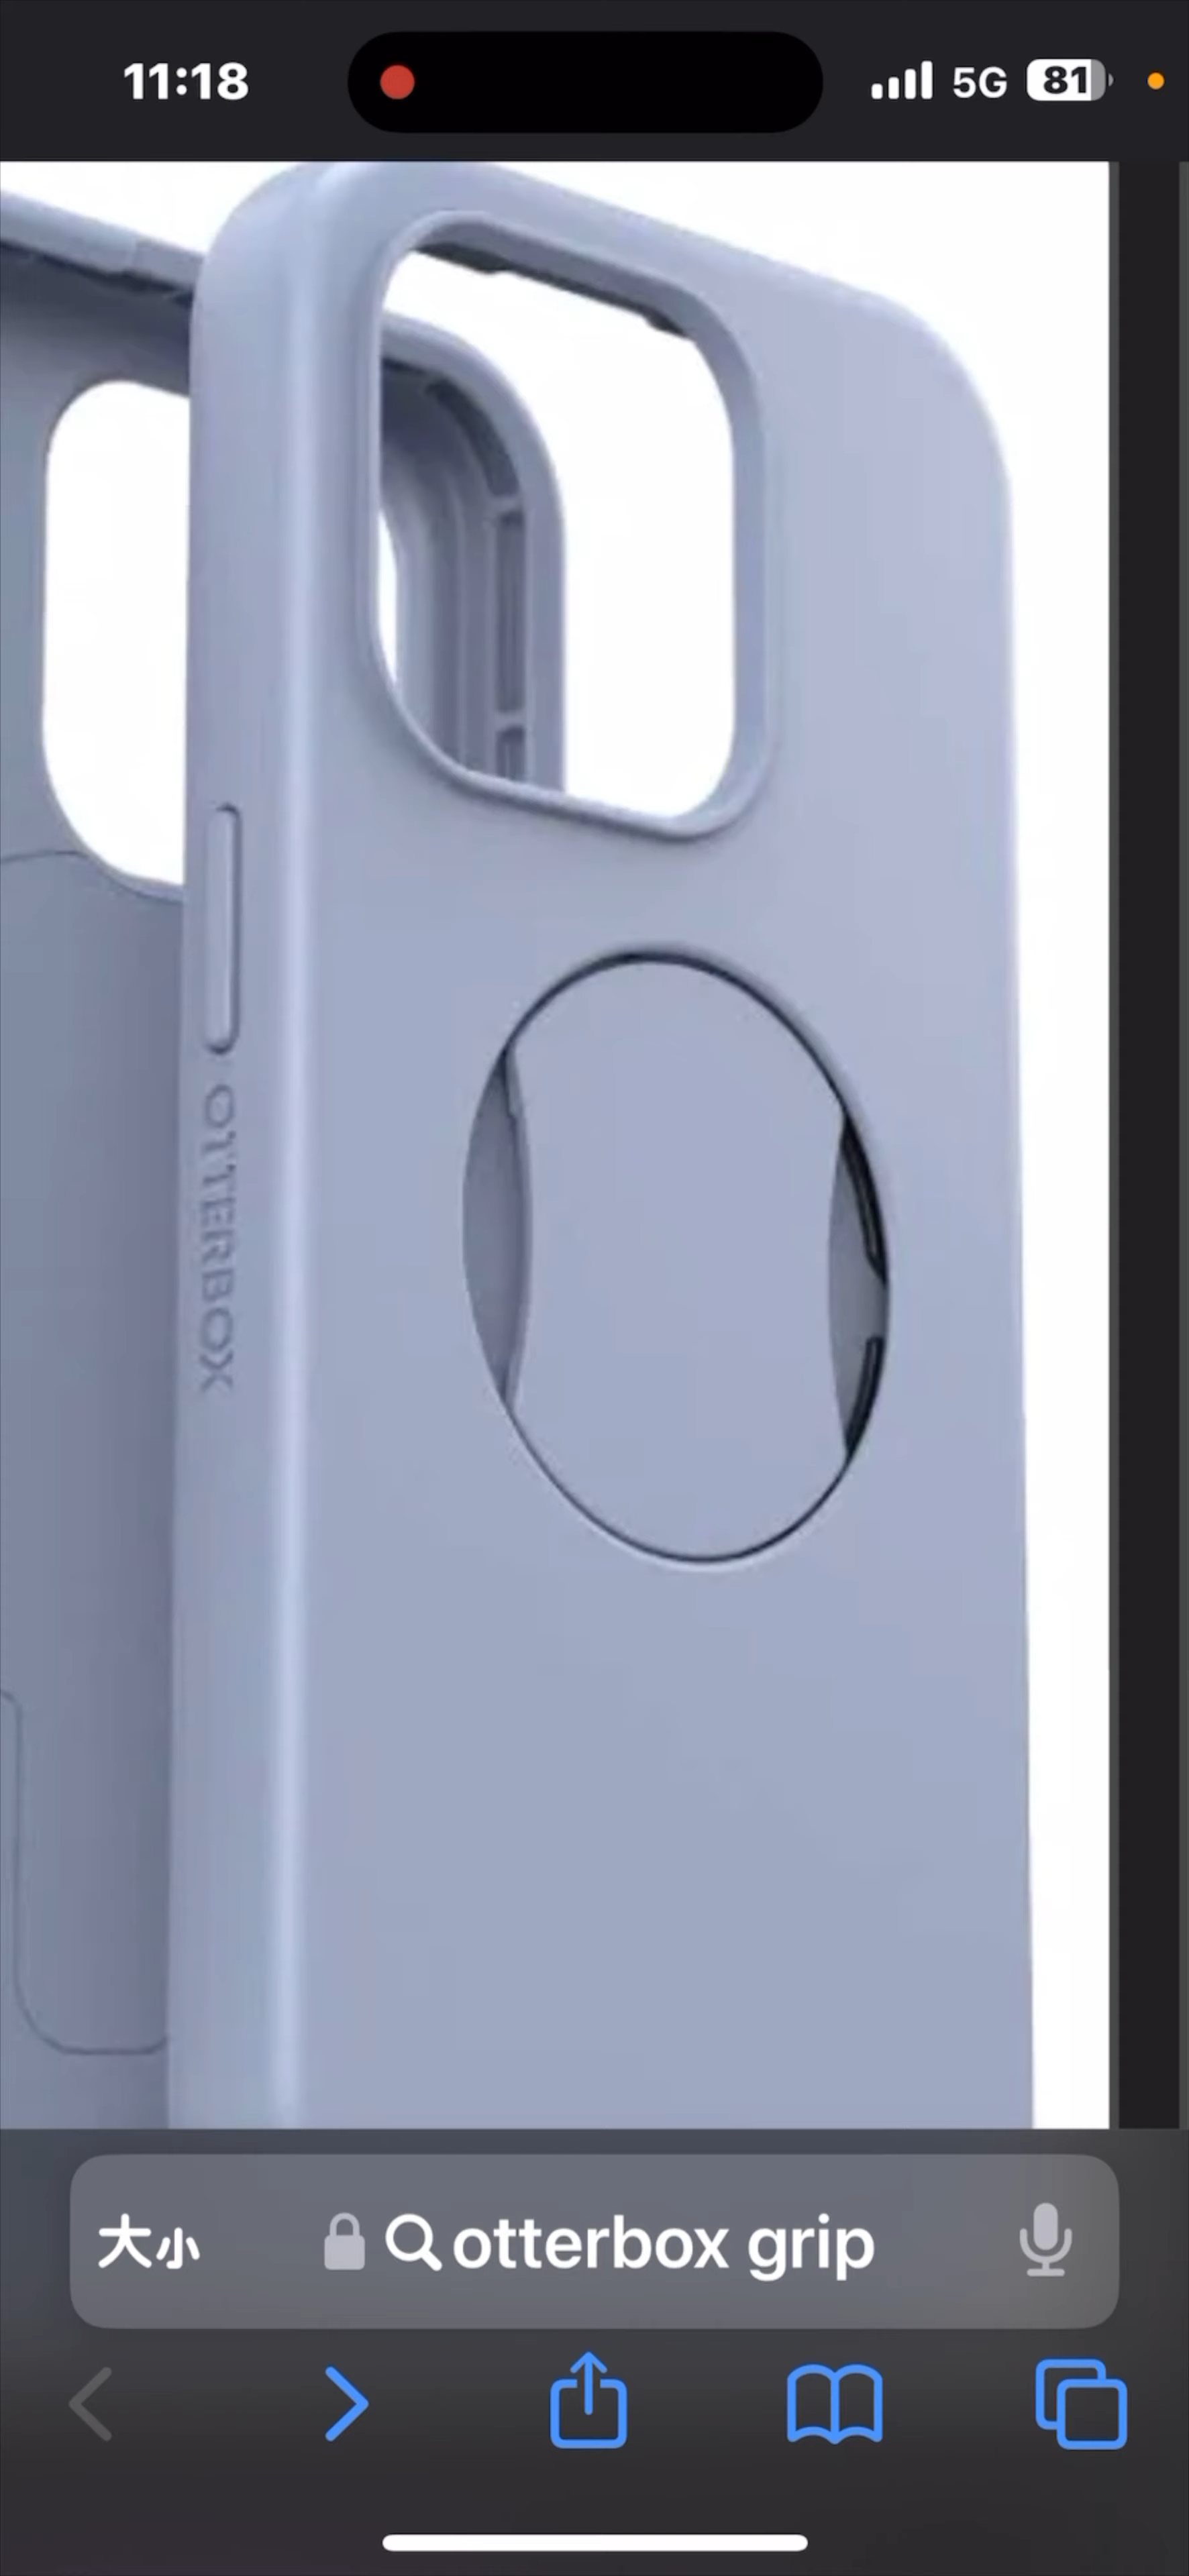 11:18
5G
81
OTTERBOX
大小
otterbox grip